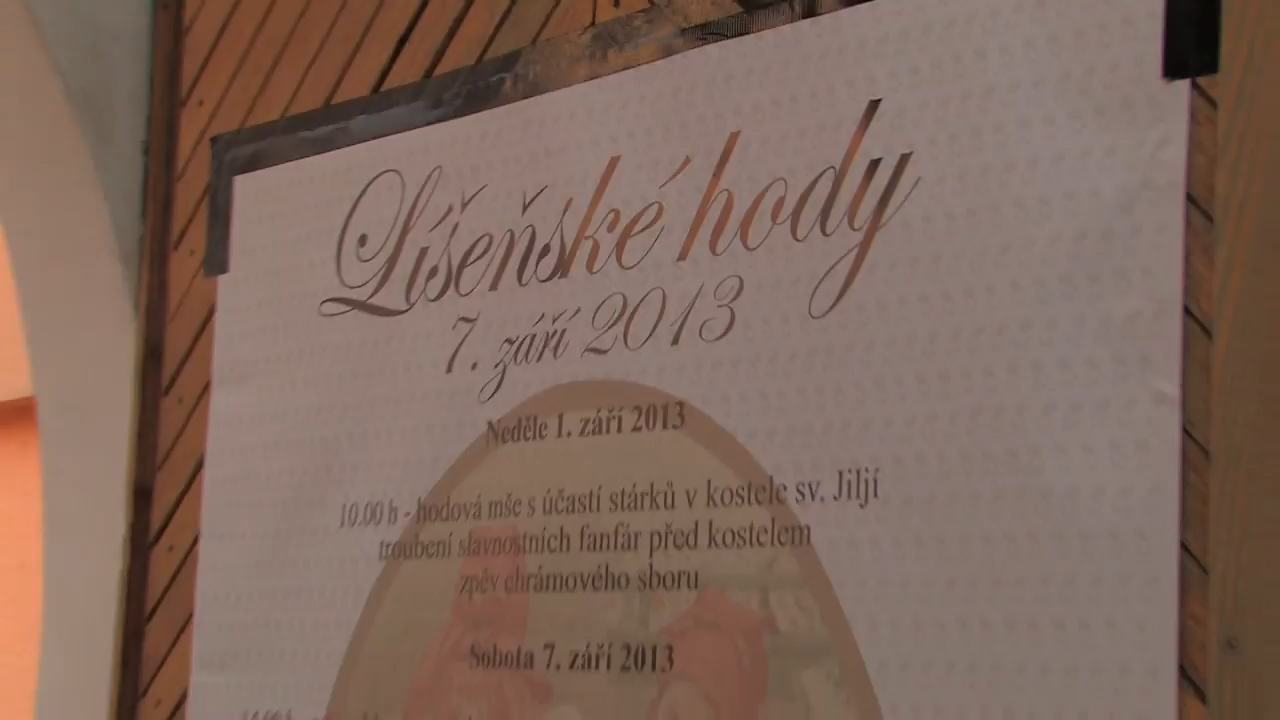 Líšeňské hody
7. září 2013
Neděle 1. září 2013
10.00 h - hodová mše s účastí stárků v kostele sv. Jiljí
troubení slavnostních fanfár před kostelem
zpěv chrámového sboru
Sobota 7. září 2013